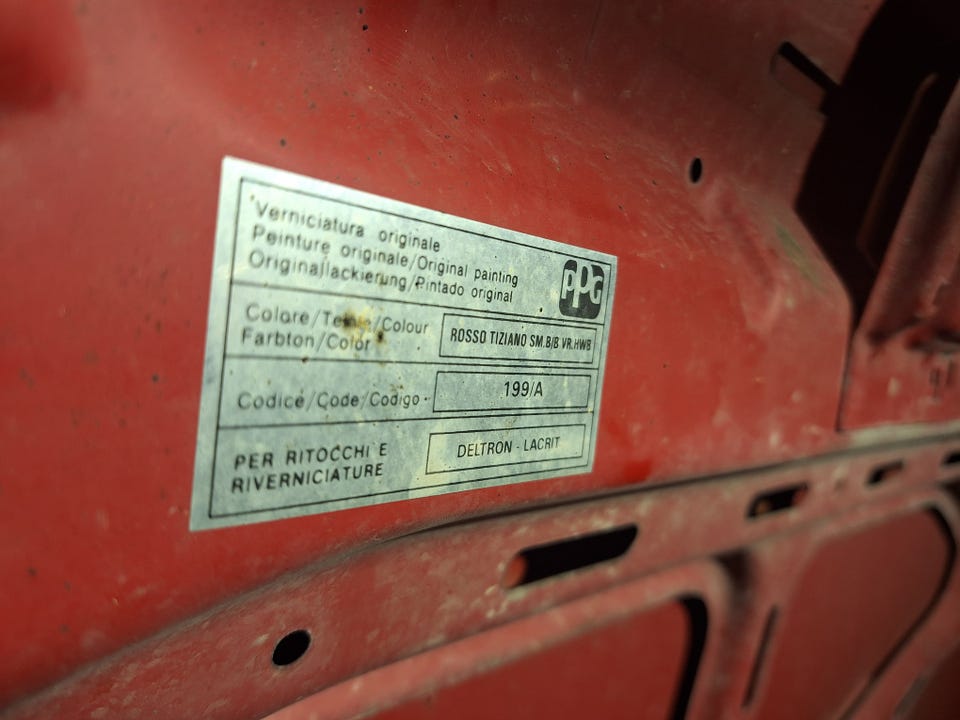 Verniciatura originale
Peinture originale/Original painting
Originallackierung/Pintado original
PPG
Colore/Teinte/Colour
Farbton/Color
ROSSO TIZIANO SM.B/B VR.HWB
Codice/Code/Codigo
199/A
PER RITOCCHI E
RIVERNICIATURE
DELTRON - LACRIT